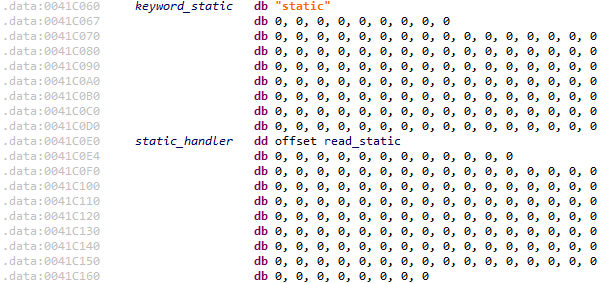 .data:0041C060 keyword_static db "static"
.data:0041C067 db 0, 0, 0, 0, 0, 0, 0, 0, 0
.data:0041C070 db 0, 0, 0, 0, 0, 0, 0, 0, 0, 0, 0, 0, 0, 0, 0, 0
.data:0041C080 db 0, 0, 0, 0, 0, 0, 0, 0, 0, 0, 0, 0, 0, 0, 0, 0
.data:0041C090 db 0, 0, 0, 0, 0, 0, 0, 0, 0, 0, 0, 0, 0, 0, 0, 0
.data:0041C0A0 db 0, 0, 0, 0, 0, 0, 0, 0, 0, 0, 0, 0, 0, 0, 0, 0
.data:0041C0B0 db 0, 0, 0, 0, 0, 0, 0, 0, 0, 0, 0, 0, 0, 0, 0, 0
.data:0041C0C0 db 0, 0, 0, 0, 0, 0, 0, 0, 0, 0, 0, 0, 0, 0, 0, 0
.data:0041C0D0 db 0, 0, 0, 0, 0, 0, 0, 0, 0, 0, 0, 0, 0, 0, 0, 0
.data:0041C0E0 static_handler dd offset read_static
.data:0041C0E4 db 0, 0, 0, 0, 0, 0, 0, 0, 0, 0, 0, 0
.data:0041C0F0 db 0, 0, 0, 0, 0, 0, 0, 0, 0, 0, 0, 0, 0, 0, 0, 0
.data:0041C100 db 0, 0, 0, 0, 0, 0, 0, 0, 0, 0, 0, 0, 0, 0, 0, 0
.data:0041C110 db 0, 0, 0, 0, 0, 0, 0, 0, 0, 0, 0, 0, 0, 0, 0, 0
.data:0041C120 db 0, 0, 0, 0, 0, 0, 0, 0, 0, 0, 0, 0, 0, 0, 0, 0
.data:0041C130 db 0, 0, 0, 0, 0, 0, 0, 0, 0, 0, 0, 0, 0, 0, 0, 0
.data:0041C140 db 0, 0, 0, 0, 0, 0, 0, 0, 0, 0, 0, 0, 0, 0, 0, 0
.data:0041C150 db 0, 0, 0, 0, 0, 0, 0, 0, 0, 0, 0, 0, 0, 0, 0, 0
.data:0041C160 db 0, 0, 0, 0, 0, 0, 0, 0